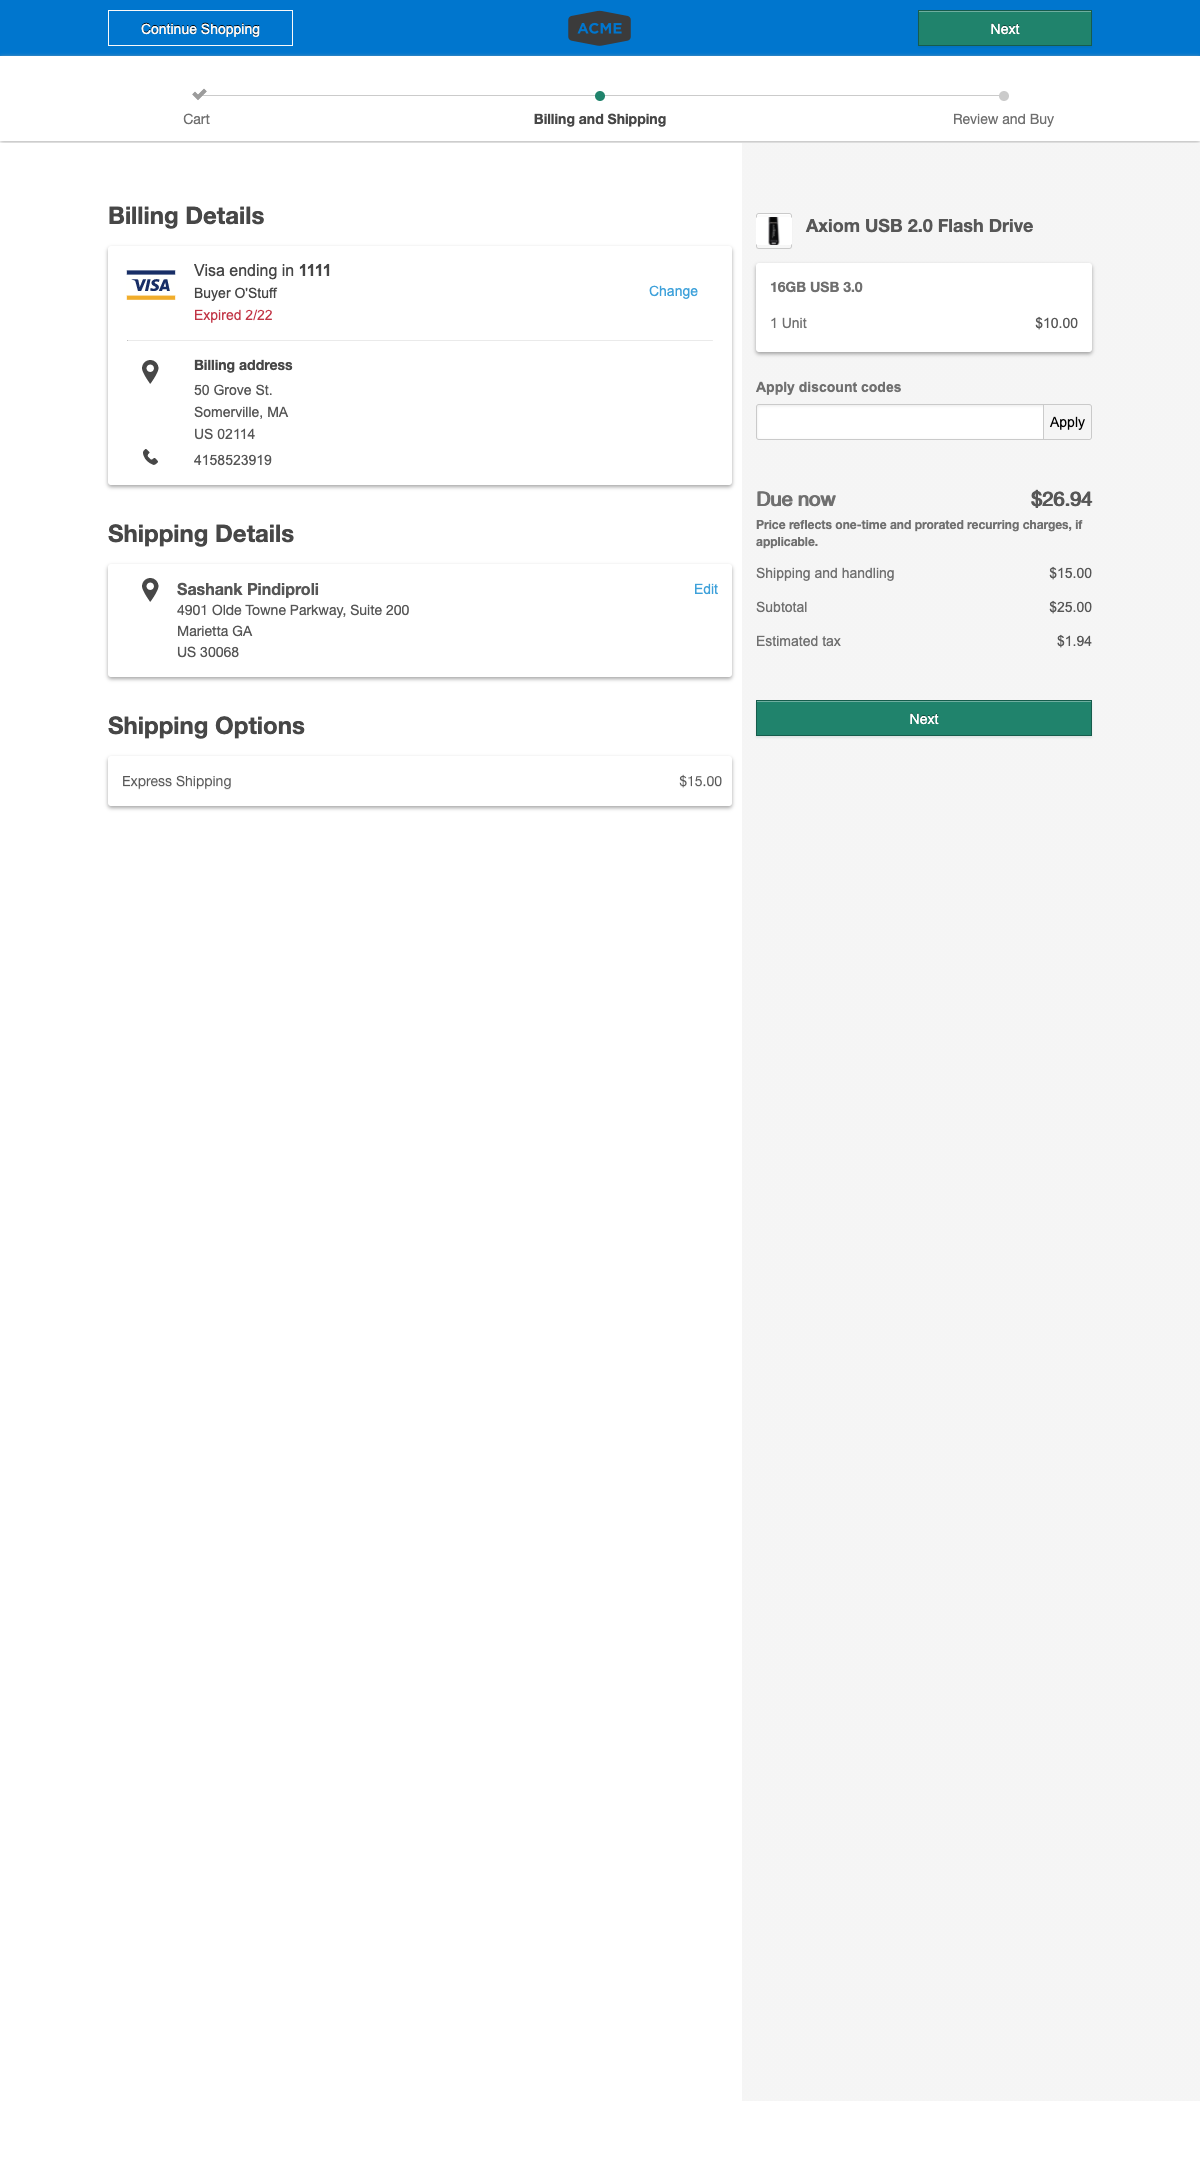 Continue Shopping
ACME
Next
Cart
Billing and Shipping
Review and Buy
Billing Details
VISA
Visa ending in 1111
Buyer O'Stuff
Expired 2/22
Change
Billing address
50 Grove St.
Somerville, MA
US 02114
4158523919
Shipping Details
Sashank Pindiproli
Edit
4901 Olde Towne Parkway, Suite 200
Marietta GA
US 30068
Shipping Options
Express Shipping $15.00
Axiom USB 2.0 Flash Drive
16GB USB 3.0
1 Unit $10.00
Apply discount codes
Apply
Due now $26.94
Price reflects one-time and prorated recurring charges, if
applicable.
Shipping and handling $15.00
Subtotal $25.00
Estimated tax $1.94
Next